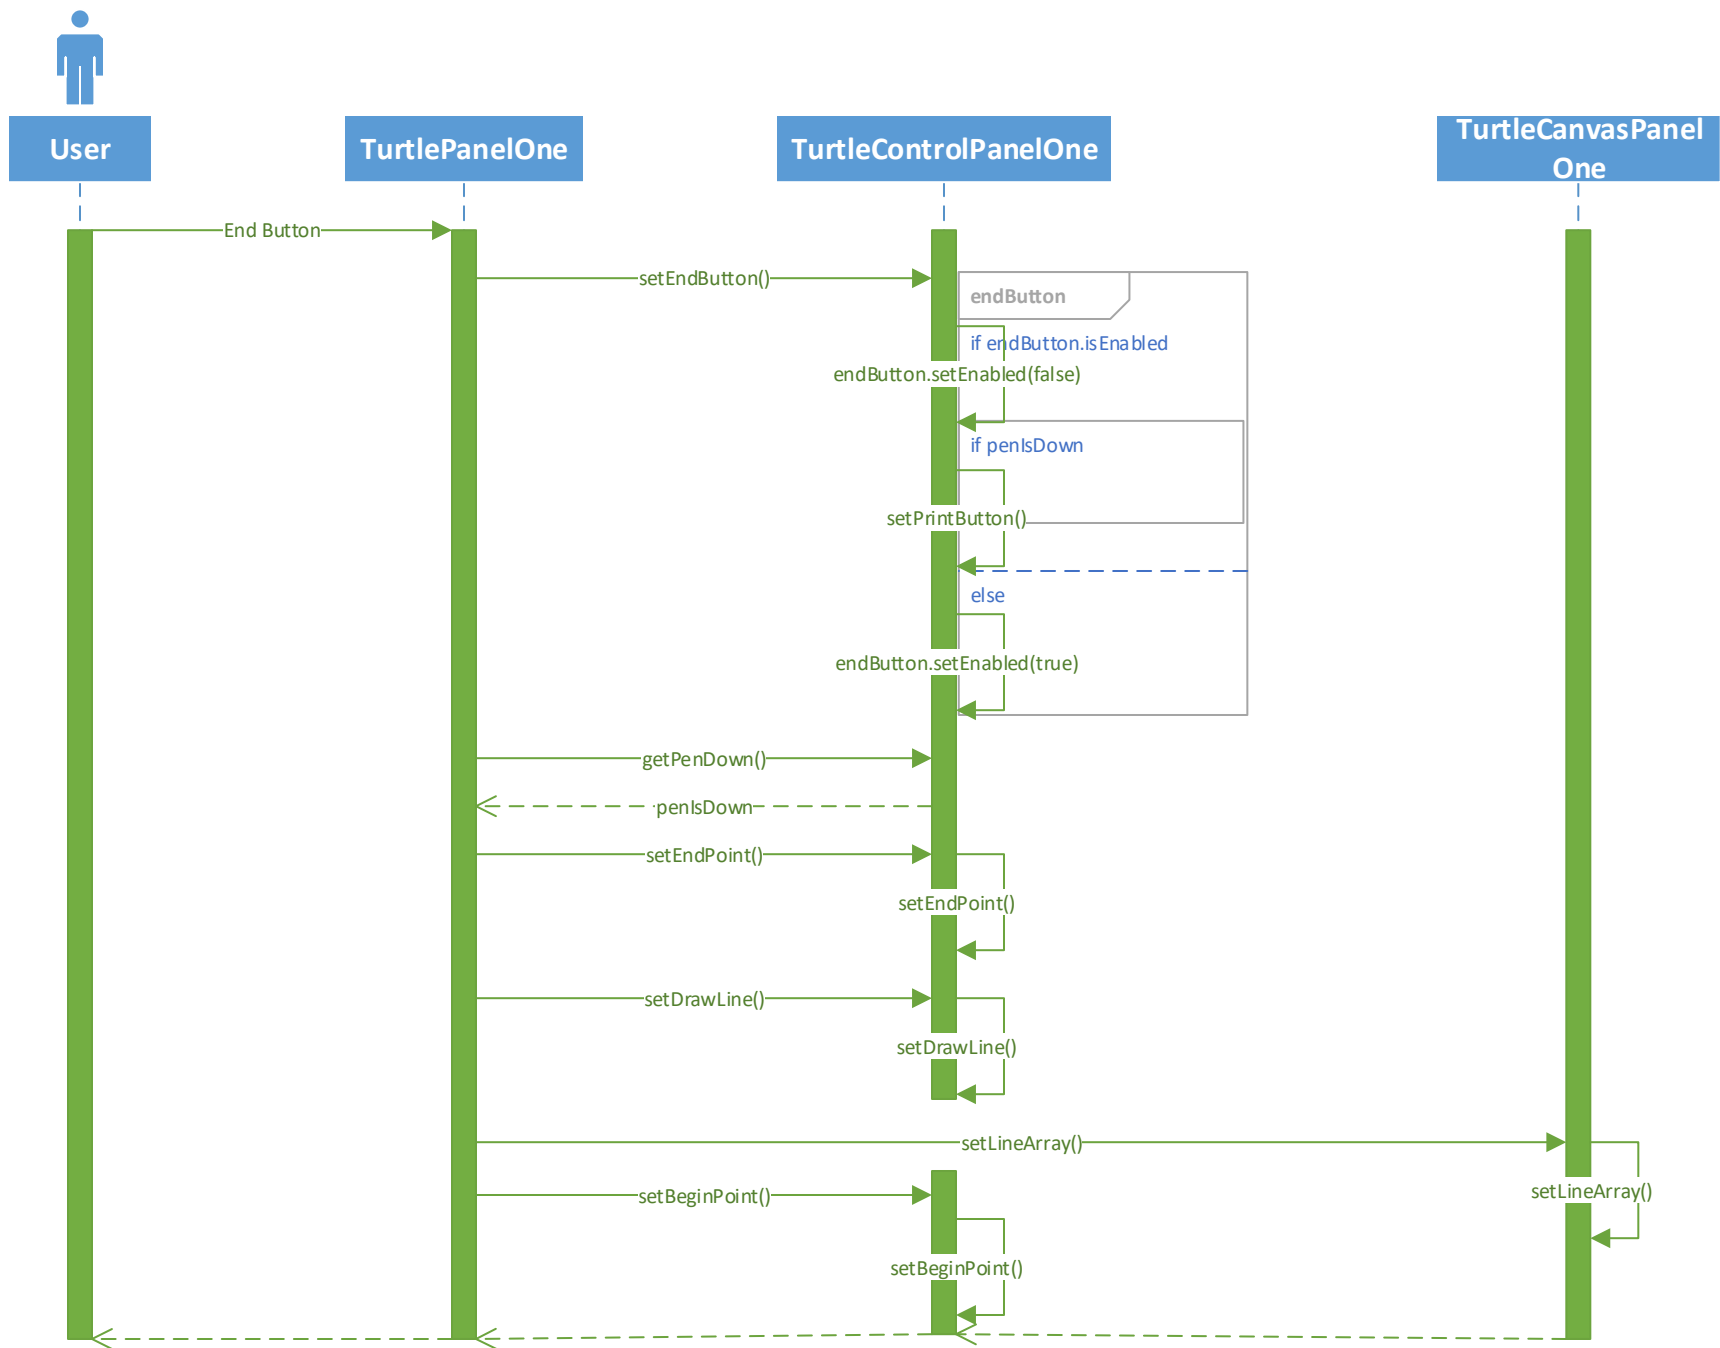 User
TurtlePanelOne
TurtleControlPanelOne
TurtleCanvasPanel
One
End Button
setEndButton()
endButton
if endButton.isEnabled
endButton.setEnabled(false)
if penIsDown
setPrintButton()
else
endButton.setEnabled(true)
getPenDown()
penIsDown
setEndPoint()
setEndPoint()
setDrawLine()
setDrawLine()
setLineArray()
setLineArray()
setBeginPoint()
setBeginPoint()